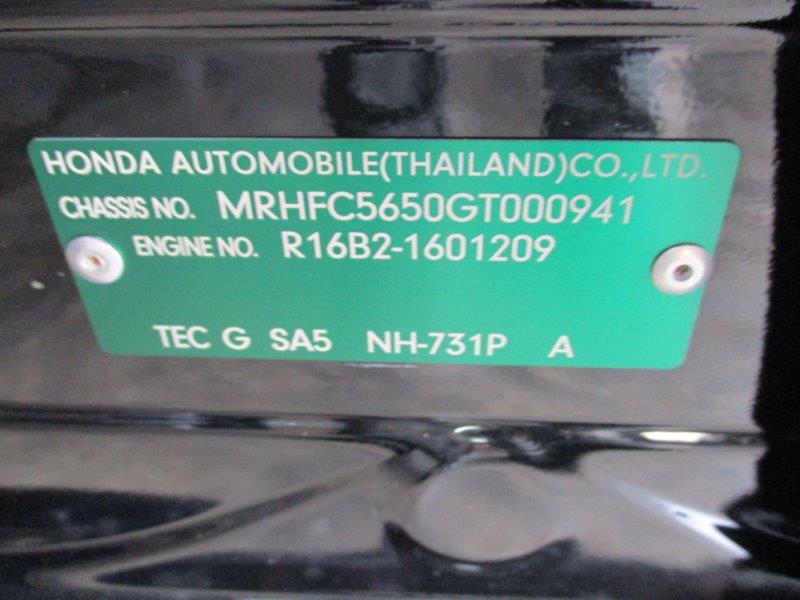 HONDA AUTOMOBILE(THAILAND)CO.,LTD.
CHASSIS NO. MRHFC5650GT000941
ENGINE NO. R16B2-1601209
TEC G SA5 NH-731P A